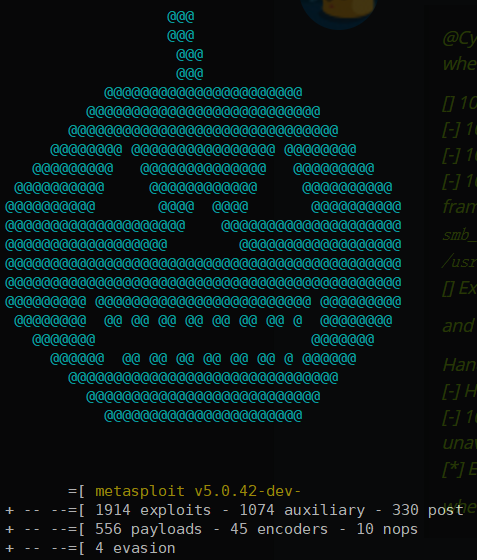 =[ metasploit v5.0.42-dev-
+ -- --=[ 1914 exploits - 1074 auxiliary - 330 post
+ -- --=[ 556 payloads - 45 encoders - 10 nops
+ -- --=[ 4 evasion
@Cy
whe
[] 10
[-] 10
[-] 10
[-] 10
fram
smb_
/usr
[] Ex
and
Han
[-] H
[-] 10
unav
[*] E
whe